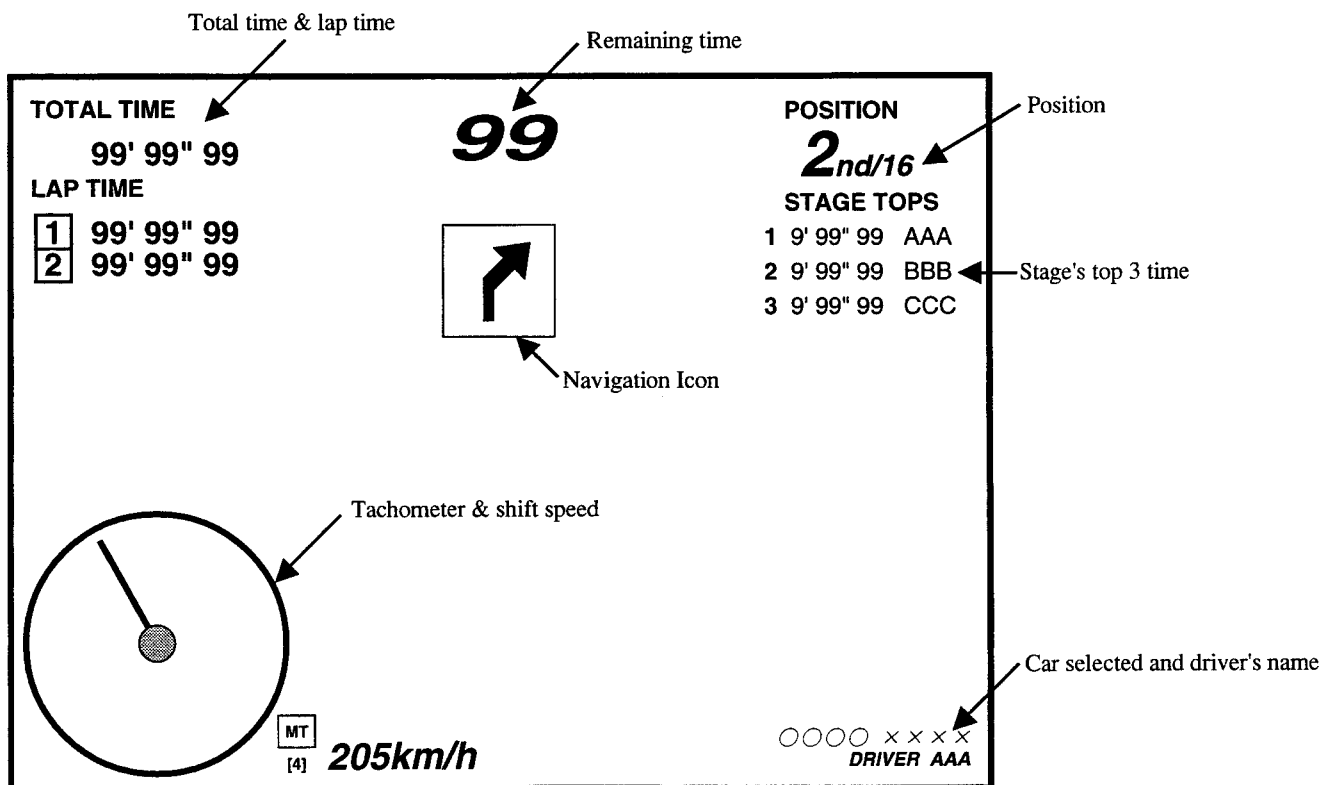 Total time & lap time
Remaining time
TOTAL TIME
99' 99" 99
LAP TIME
1 99' 99" 99
2 99' 99" 99
99
POSITION
2nd/16
Position
STAGE TOPS
1 9' 99" 99 AAA
2 9' 99" 99 BBB
3 9' 99" 99 CCC
Stage's top 3 time
Navigation Icon
Tachometer & shift speed
Car selected and driver's name
MT
[4]
205km/h
○○○○ ××××
DRIVER AAA